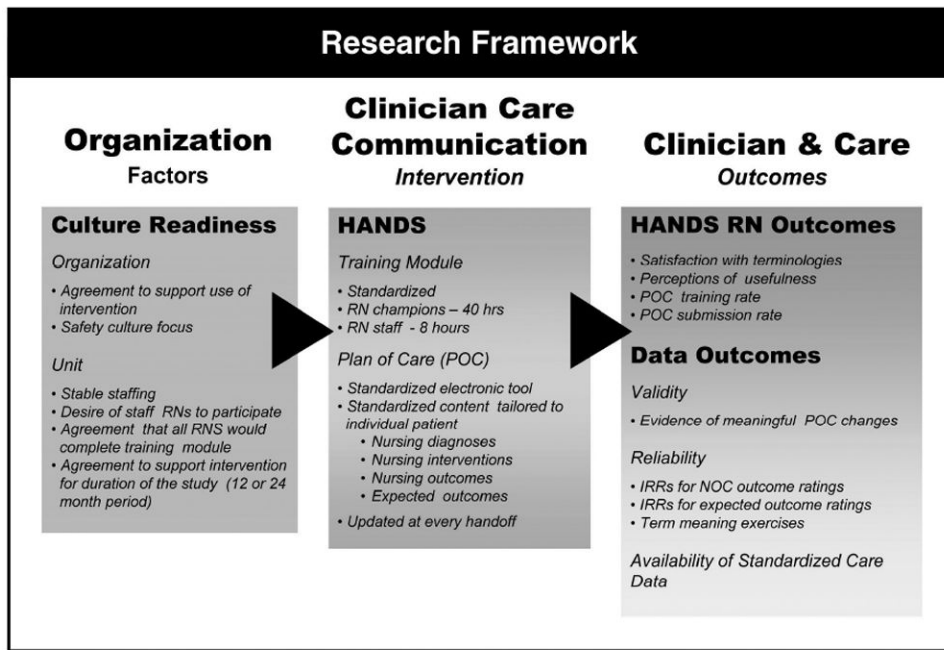 Research Framework
Organization
Factors
Culture Readiness
Organization
• Agreement to support use of
intervention
• Safety culture focus
Unit
• Stable staffing
• Desire of staff RNs to participate
• Agreement that all RNS would
complete training module
• Agreement to support intervention
for duration of the study (12 or 24
month period)
Clinician Care
Communication
Intervention
HANDS
Training Module
• Standardized
• RN champions – 40 hrs
• RN staff - 8 hours
Plan of Care (POC)
• Standardized electronic tool
• Standardized content tailored to
individual patient
• Nursing diagnoses
• Nursing interventions
• Nursing outcomes
• Expected outcomes
• Updated at every handoff
Clinician & Care
Outcomes
HANDS RN Outcomes
• Satisfaction with terminologies
• Perceptions of usefulness
• POC training rate
• POC submission rate
Data Outcomes
Validity
• Evidence of meaningful POC changes
Reliability
• IRRs for NOC outcome ratings
• IRRs for expected outcome ratings
• Term meaning exercises
Availability of Standardized Care
Data